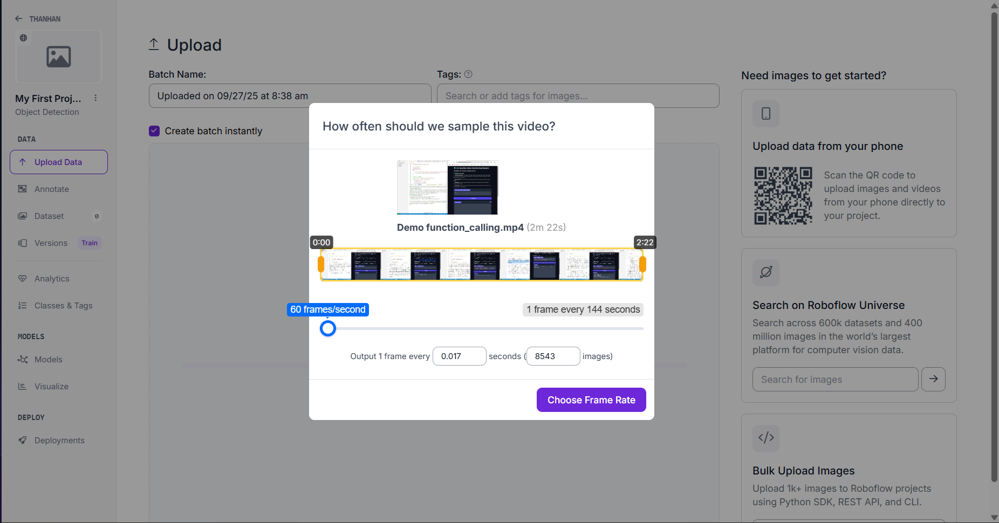 THANHAN
My First Proj...
Object Detection
DATA
Upload Data
Annotate
Dataset 0
Versions Train
Analytics
Classes & Tags
MODELS
Models
Visualize
DEPLOY
Deployments
Upload
Batch Name:
Uploaded on 09/27/25 at 8:38 am
Tags:
Search or add tags for images...
Create batch instantly
How often should we sample this video?
Air Quality Index Monitoring System
Demo function_calling.mp4 (2m 22s)
0:00 2:22
60 frames/second 1 frame every 144 seconds
Output 1 frame every 0.017 seconds ( 8543 images)
Choose Frame Rate
Need images to get started?
Upload data from your phone
Scan the QR code to
upload images and videos
from your phone directly to
your project.
Search on Roboflow Universe
Search across 600k datasets and 400
million images in the world's largest
platform for computer vision data.
Search for images
Bulk Upload Images
Upload 1k+ images to Roboflow projects
using Python SDK, REST API, and CLI.